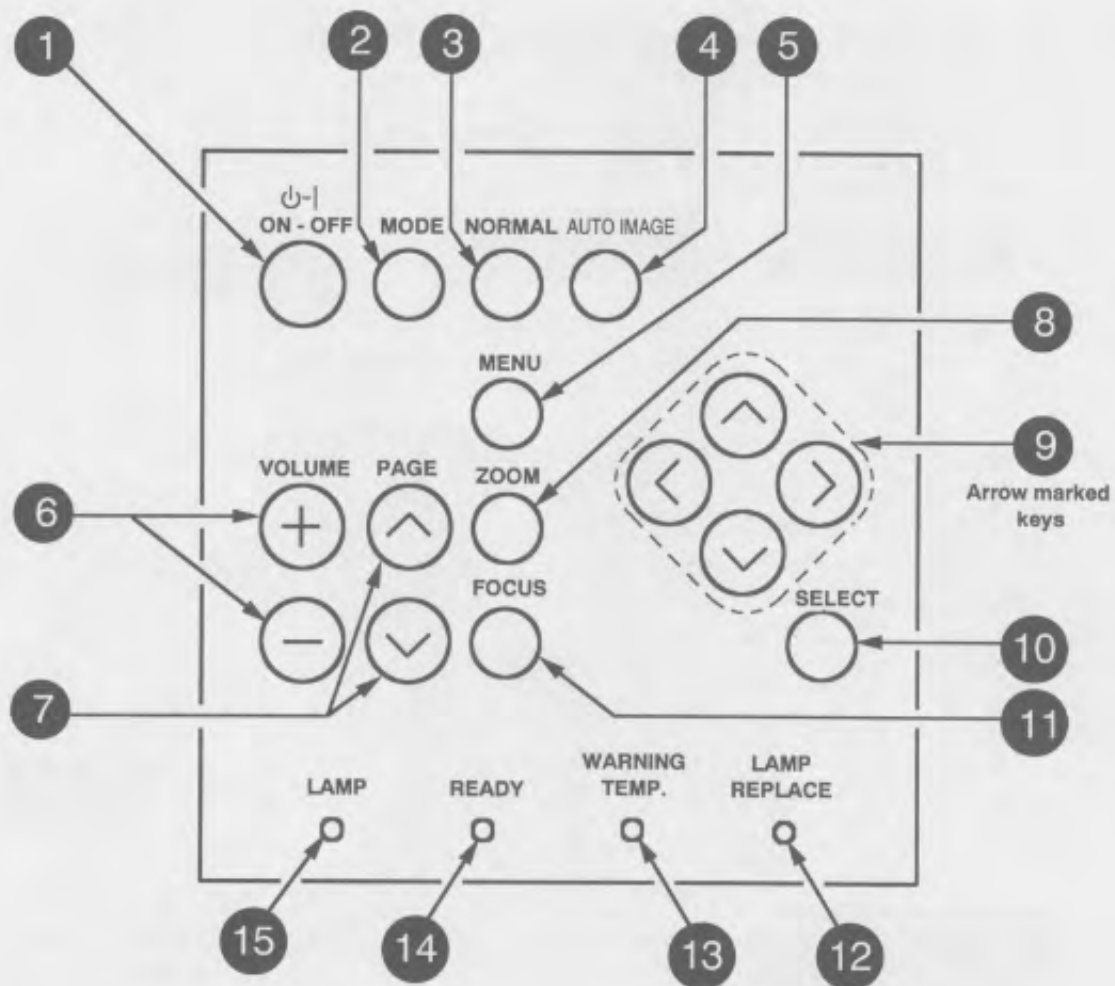 1
2
3
4
5
⏻-|
ON - OFF
MODE
NORMAL
AUTO IMAGE
MENU
8
9
Arrow marked
keys
VOLUME
PAGE
ZOOM
6
+
FOCUS
SELECT
−
10
7
11
LAMP
READY
WARNING
TEMP.
LAMP
REPLACE
15
14
13
12